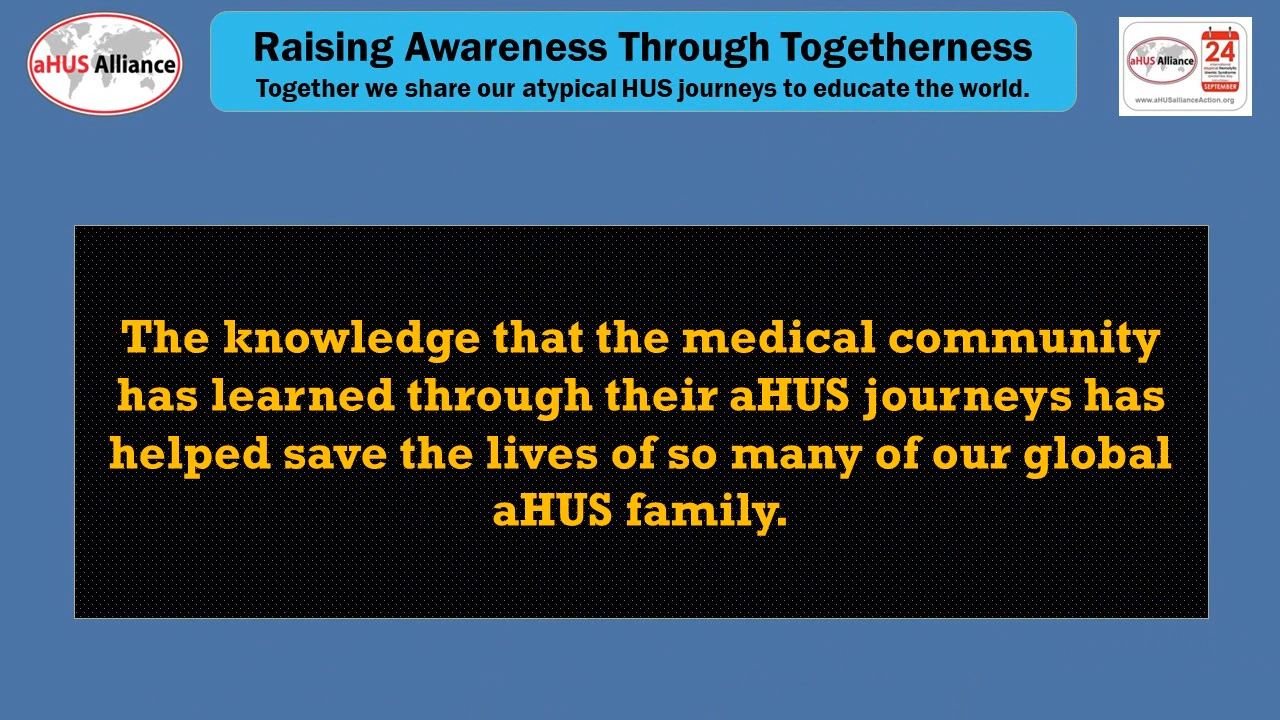 aHUS Alliance
Raising Awareness Through Togetherness
Together we share our atypical HUS journeys to educate the world.
aHUS Alliance
24
SEPTEMBER
www.aHUSallianceAction.org
The knowledge that the medical community
has learned through their aHUS journeys has
helped save the lives of so many of our global
aHUS family.